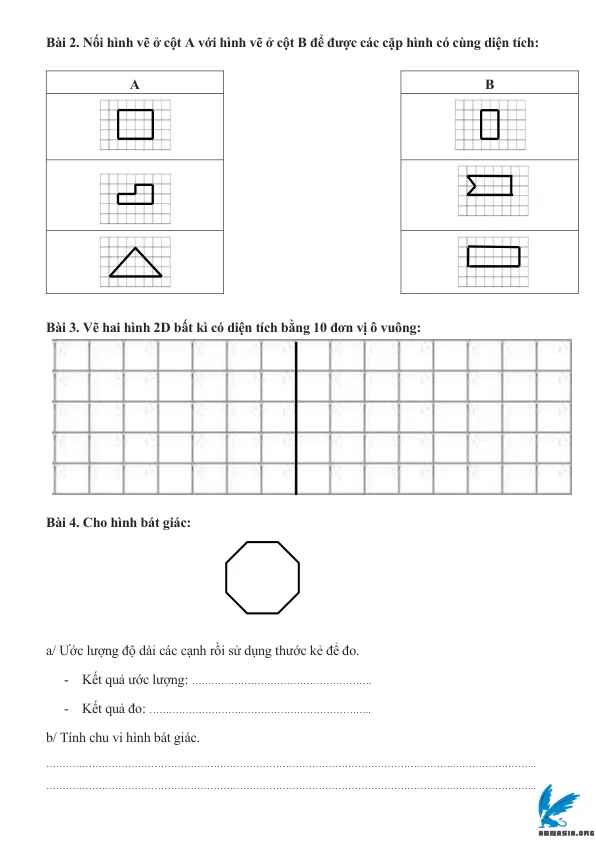 Bài 2. Nối hình vẽ ở cột A với hình vẽ ở cột B để được các cặp hình có cùng diện tích:
A
B
Bài 3. Vẽ hai hình 2D bất kì có diện tích bằng 10 đơn vị ô vuông:
Bài 4. Cho hình bát giác:
a/ Ước lượng độ dài các cạnh rồi sử dụng thước kẻ để đo.
- Kết quả ước lượng: ……………………………………………….
- Kết quả đo: …………………………………………………………..
b/ Tính chu vi hình bát giác.
…………………………………………………………………………………………………………………………………..
…………………………………………………………………………………………………………………………………..
ABMASIA.ORG